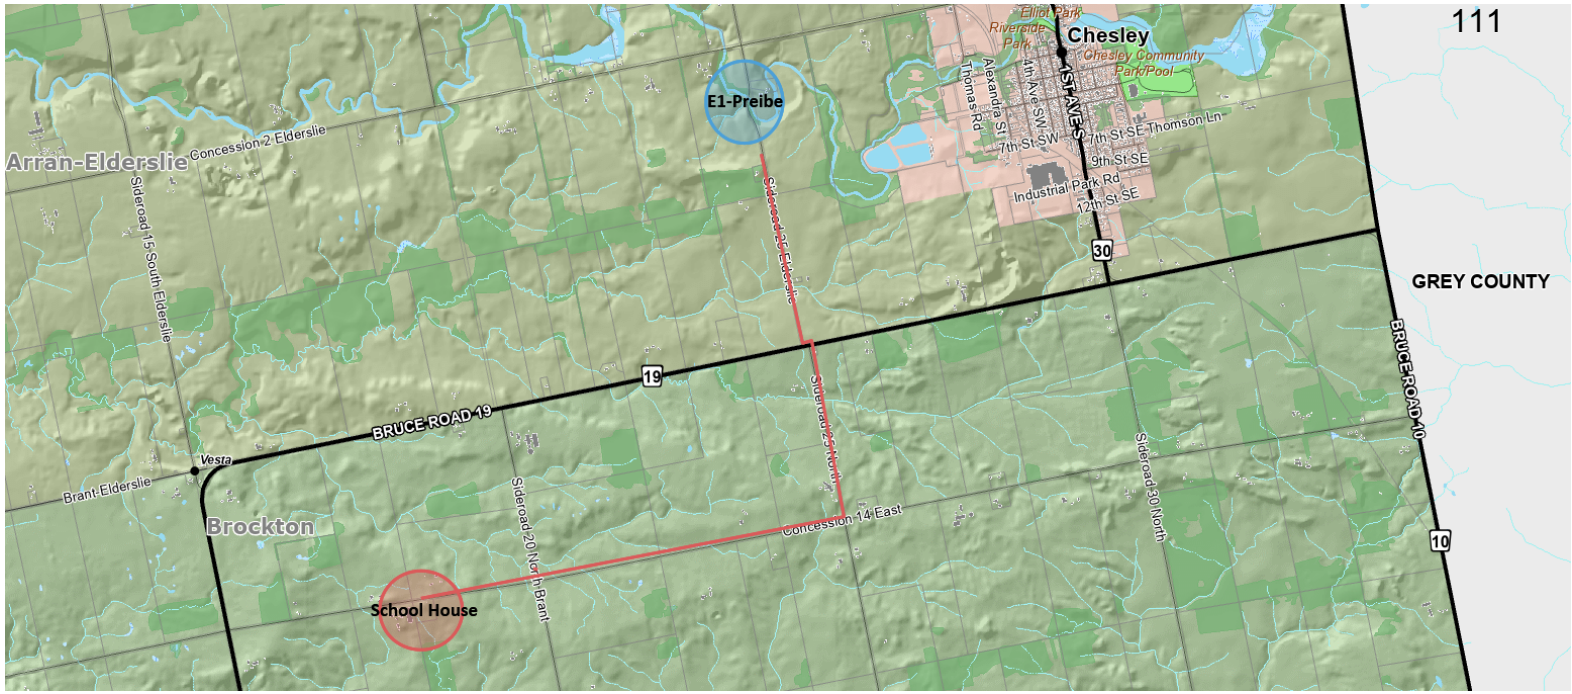 111
Elliot Park
Riverside
Park
Chesley
Chesley Community
Park/Pool
1ST AVE S
4th Ave SW
Alexandra St
Thomas Rd
E1-Preibe
Concession 2 Elderslie
Arran-Elderslie
7th St SW
7th St SE
Thomson Ln
9th St SE
Industrial Park Rd
12th St SE
Sideroad 15 South Elderslie
Sideroad 25 Elderslie
30
GREY COUNTY
19
BRUCE ROAD 19
BRUCE ROAD 10
Sideroad 25 North
Sideroad 30 North
Vesta
Brant-Elderslie
Brockton
Sideroad 20 North Brant
Concession 14 East
10
School House